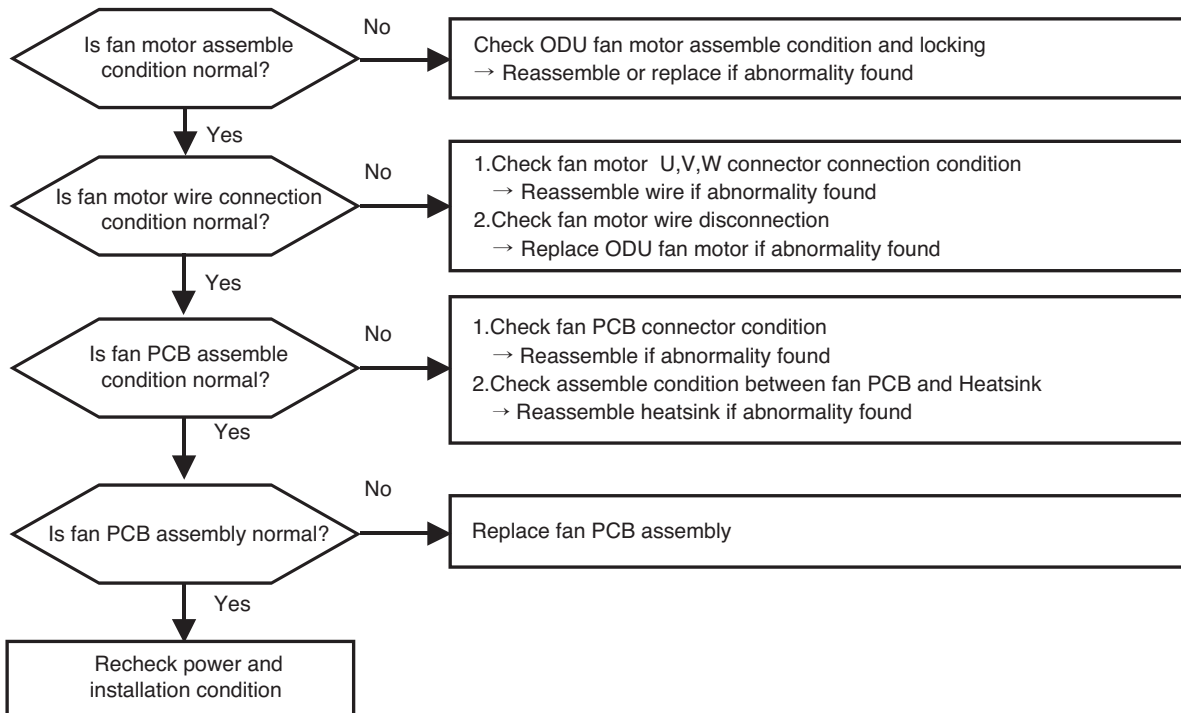 Is fan motor assemble
condition normal?
No
Check ODU fan motor assemble condition and locking
→ Reassemble or replace if abnormality found
Yes
Is fan motor wire connection
condition normal?
No
1.Check fan motor U,V,W connector connection condition
→ Reassemble wire if abnormality found
2.Check fan motor wire disconnection
→ Replace ODU fan motor if abnormality found
Yes
Is fan PCB assemble
condition normal?
No
1.Check fan PCB connector condition
→ Reassemble if abnormality found
2.Check assemble condition between fan PCB and Heatsink
→ Reassemble heatsink if abnormality found
Yes
Is fan PCB assembly normal?
No
Replace fan PCB assembly
Yes
Recheck power and
installation condition